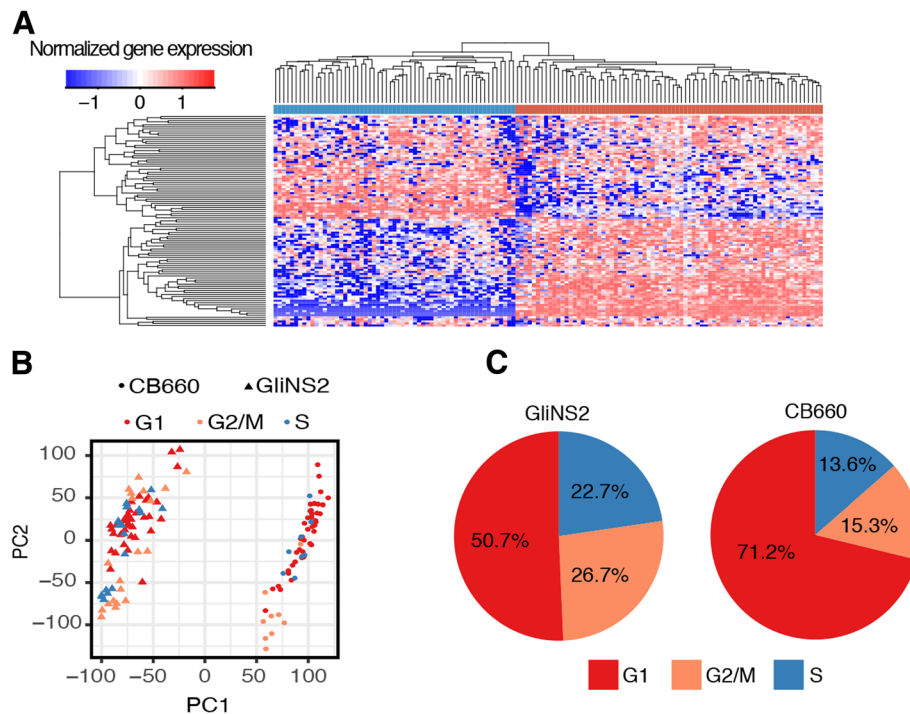 A
Normalized gene expression
−1 0 1
B
CB660 GliNS2
G1 G2/M S
100
50
0
−50
−100
PC2
−100 −50 0 50 100
PC1
C
GliNS2
22.7%
50.7%
26.7%
CB660
13.6%
15.3%
71.2%
G1 G2/M S